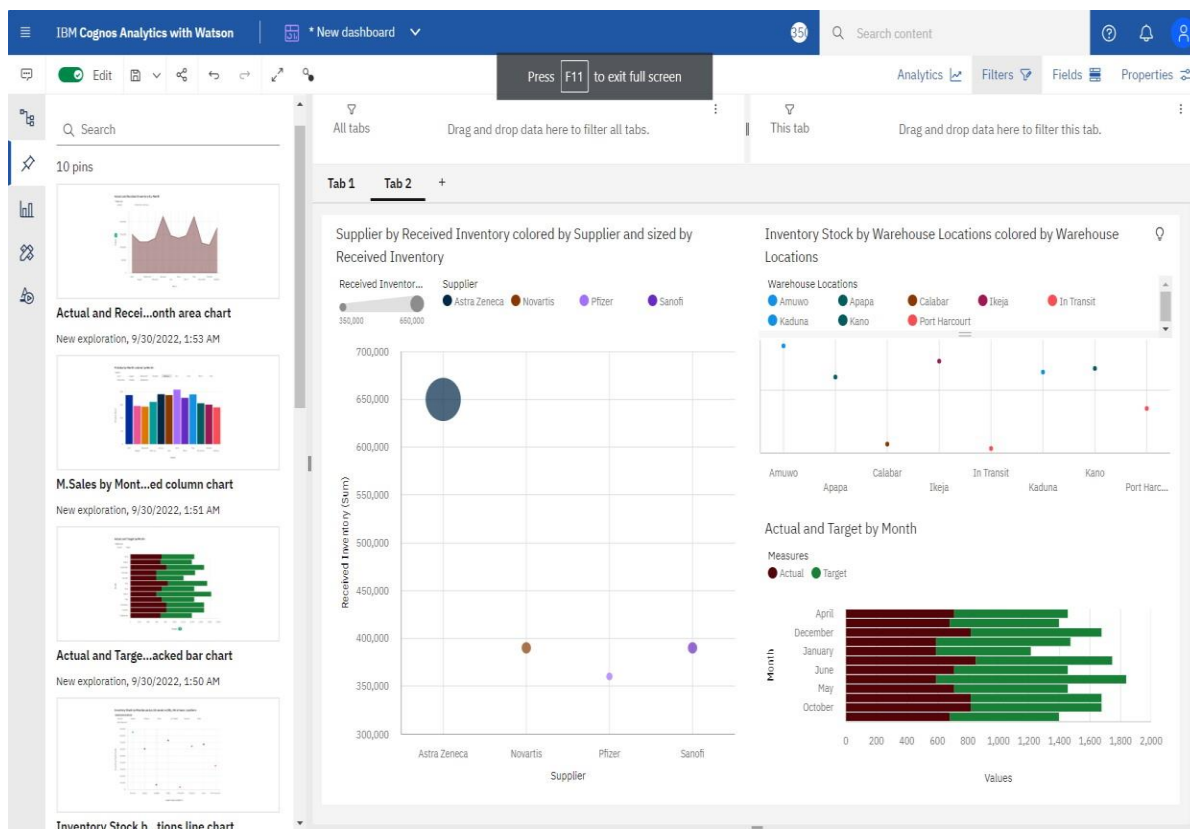 IBM Cognos Analytics with Watson
* New dashboard
Search content
Edit
Press F11 to exit full screen
Analytics
Filters
Fields
Properties
Search
10 pins
Actual and Recei...onth area chart
New exploration, 9/30/2022, 1:53 AM
M.Sales by Mont...ed column chart
New exploration, 9/30/2022, 1:51 AM
Actual and Targe...acked bar chart
New exploration, 9/30/2022, 1:50 AM
Inventory Stock b...tions line chart
All tabs
Drag and drop data here to filter all tabs.
This tab
Drag and drop data here to filter this tab.
Tab 1 Tab 2 +
Supplier by Received Inventory colored by Supplier and sized by
Received Inventory
Received Inventor... Supplier
Astra Zeneca Novartis Pfizer Sanofi
350,000 660,000
700,000
650,000
600,000
550,000
500,000
450,000
400,000
350,000
300,000
Received Inventory (Sum)
Astra Zeneca Novartis Pfizer Sanofi
Supplier
Inventory Stock by Warehouse Locations colored by Warehouse
Locations
Warehouse Locations
Amuwo Apapa Calabar Ikeja In Transit
Kaduna Kano Port Harcourt
Amuwo Calabar In Transit Kano
Apapa Ikeja Kaduna Port Harc...
Actual and Target by Month
Measures
Actual Target
April
December
January
June
May
October
Month
0 200 400 600 800 1,000 1,200 1,400 1,600 1,800 2,000
Values